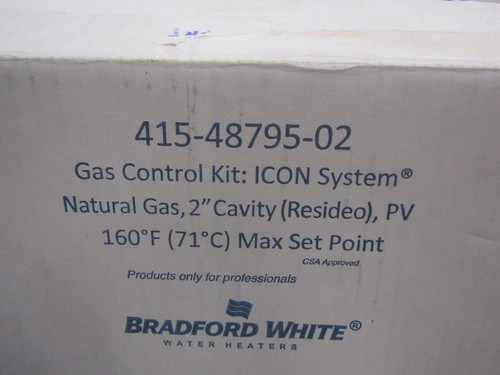 415-48795-02
Gas Control Kit: ICON System®
Natural Gas, 2" Cavity (Resideo), PV
160°F (71°C) Max Set Point
CSA Approved
Products only for professionals
BRADFORD WHITE®
WATER HEATERS